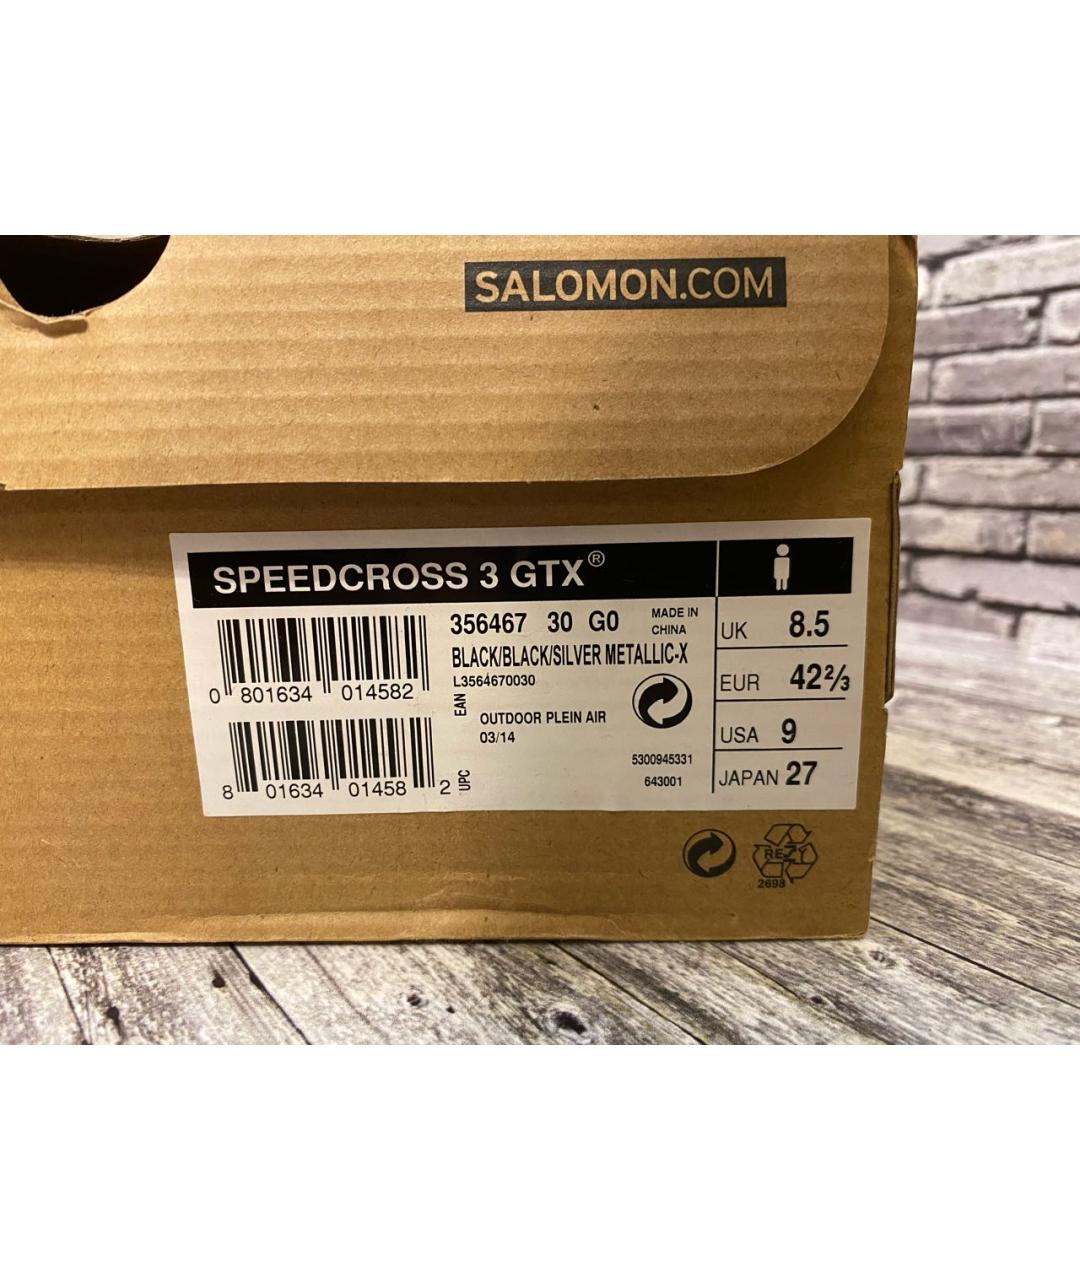 SALOMON.COM
SPEEDCROSS 3 GTX®
356467 30 G0
MADE IN
CHINA
BLACK/BLACK/SILVER METALLIC-X
L3564670030
EAN
0 801634 014582
OUTDOOR PLEIN AIR
03/14
5300945331
643001
UPC
8 01634 01458 2
UK 8.5
EUR 42⅔
USA 9
JAPAN 27
RESY
2698